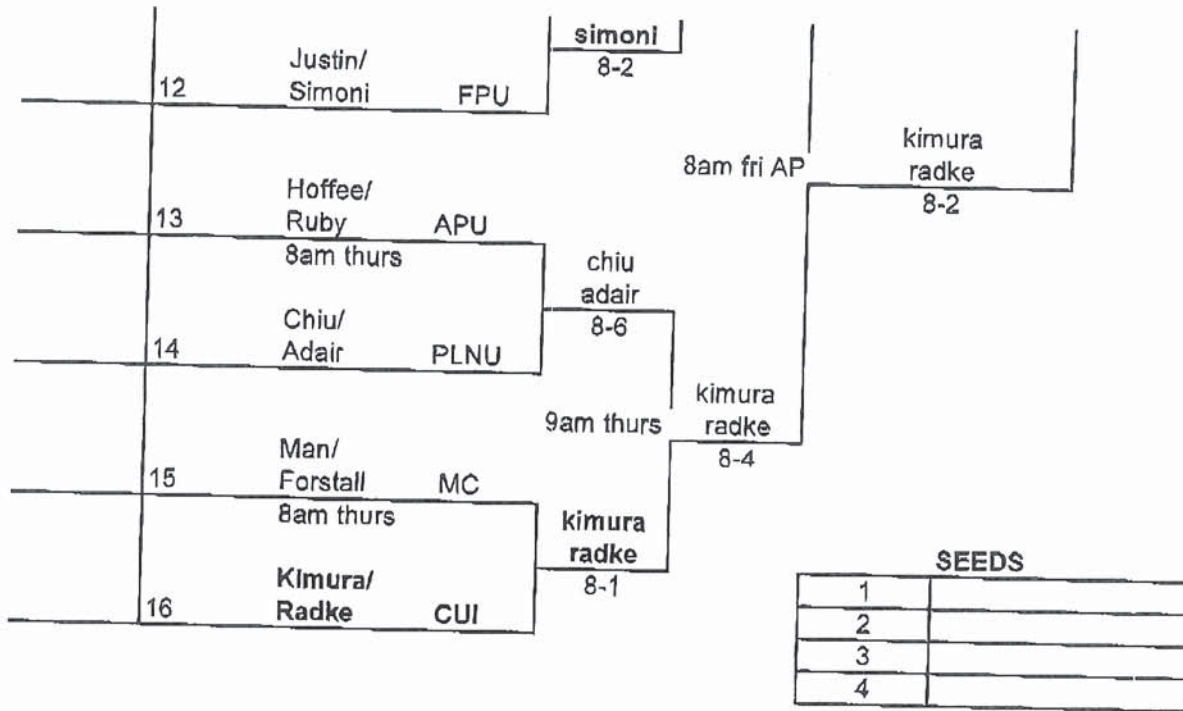 simoni
8-2
Justin/
12 Simoni FPU
kimura
8am fri AP radke
8-2
Hoffee/
13 Ruby APU
8am thurs
chiu
adair
8-6
Chiu/
14 Adair PLNU
kimura
9am thurs radke
8-4
Man/
15 Forstall MC
8am thurs
kimura
radke
8-1
Kimura/
16 Radke CUI
SEEDS
1
2
3
4